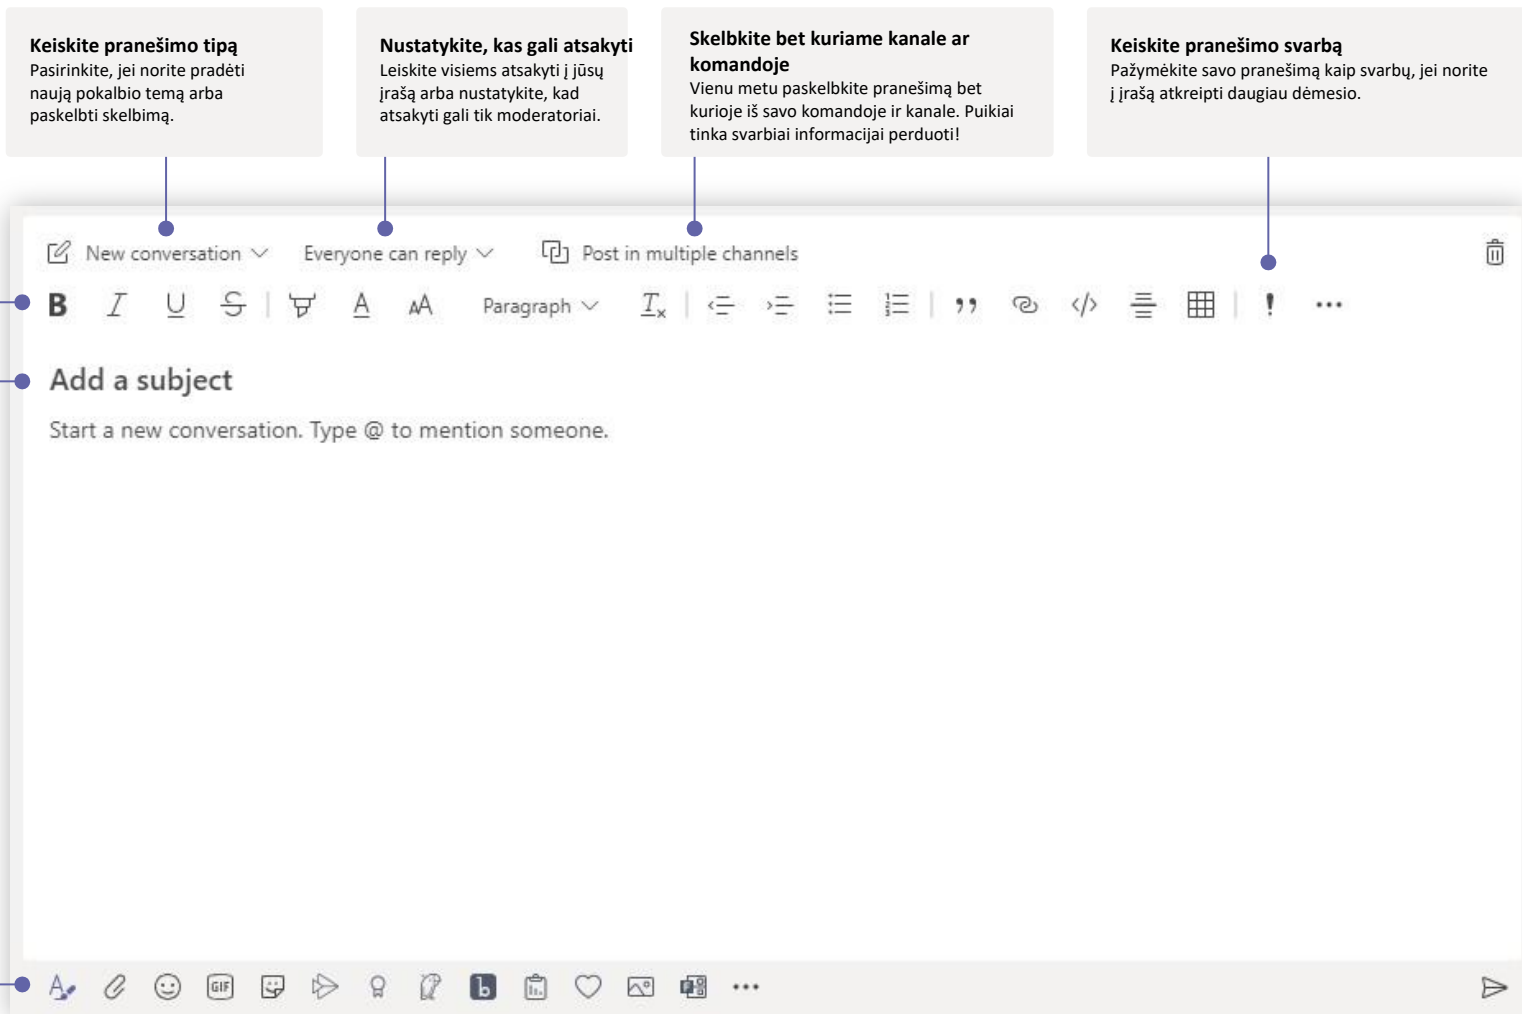 Keiskite pranešimo tipą
Pasirinkite, jei norite pradėti
naują pokalbio temą arba
paskelbti skelbimą.
Nustatykite, kas gali atsakyti
Leiskite visiems atsakyti į jūsų
įrašą arba nustatykite, kad
atsakyti gali tik moderatoriai.
Skelbkite bet kuriame kanale ar
komandoje
Vienu metu paskelbkite pranešimą bet
kurioje iš savo komandoje ir kanale. Puikiai
tinka svarbiai informacijai perduoti!
Keiskite pranešimo svarbą
Pažymėkite savo pranešimą kaip svarbų, jei norite
į įrašą atkreipti daugiau dėmesio.
New conversation Everyone can reply Post in multiple channels
Paragraph
Add a subject
Start a new conversation. Type @ to mention someone.
GIF